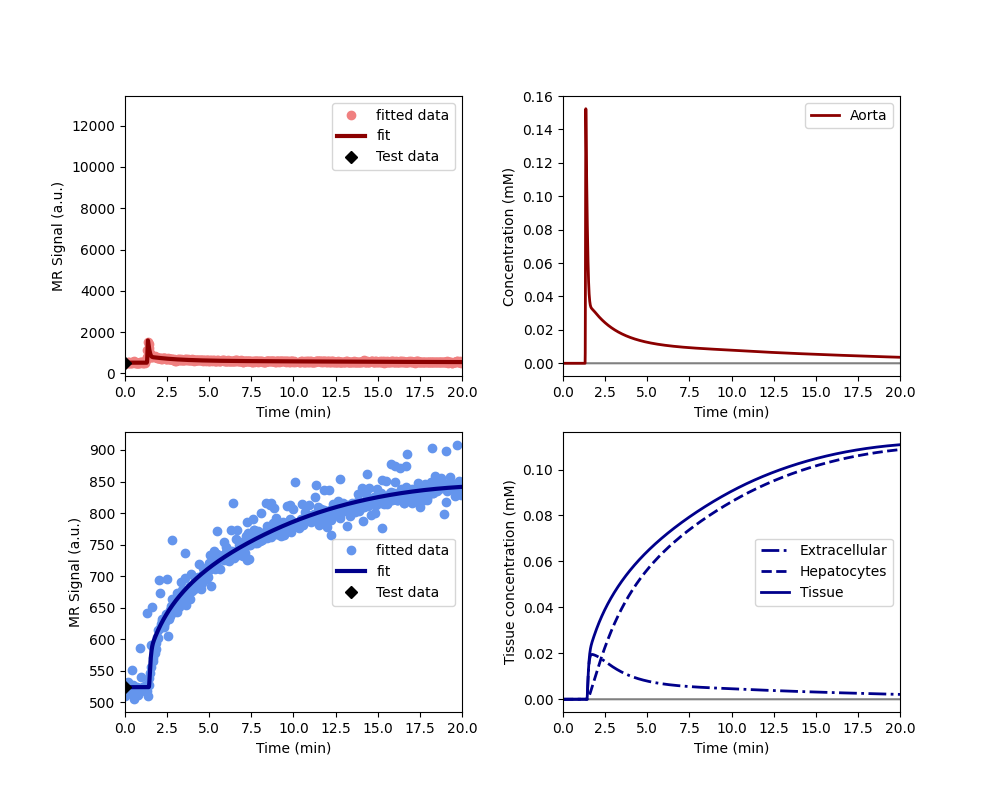 MR Signal (a.u.)
12000
10000
8000
6000
4000
2000
0
0.0 2.5 5.0 7.5 10.0 12.5 15.0 17.5 20.0
Time (min)
fitted data
fit
Test data
Concentration (mM)
0.16
0.14
0.12
0.10
0.08
0.06
0.04
0.02
0.00
0.0 2.5 5.0 7.5 10.0 12.5 15.0 17.5 20.0
Time (min)
Aorta
MR Signal (a.u.)
900
850
800
750
700
650
600
550
500
0.0 2.5 5.0 7.5 10.0 12.5 15.0 17.5 20.0
Time (min)
fitted data
fit
Test data
Tissue concentration (mM)
0.10
0.08
0.06
0.04
0.02
0.00
0.0 2.5 5.0 7.5 10.0 12.5 15.0 17.5 20.0
Time (min)
Extracellular
Hepatocytes
Tissue